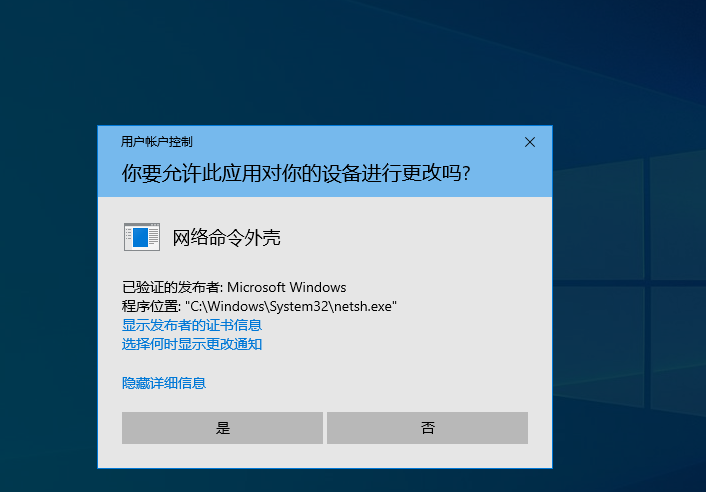 用户帐户控制
你要允许此应用对你的设备进行更改吗?
网络命令外壳
已验证的发布者: Microsoft Windows
程序位置: "C:\Windows\System32\netsh.exe"
显示发布者的证书信息
选择何时显示更改通知
隐藏详细信息
是
否